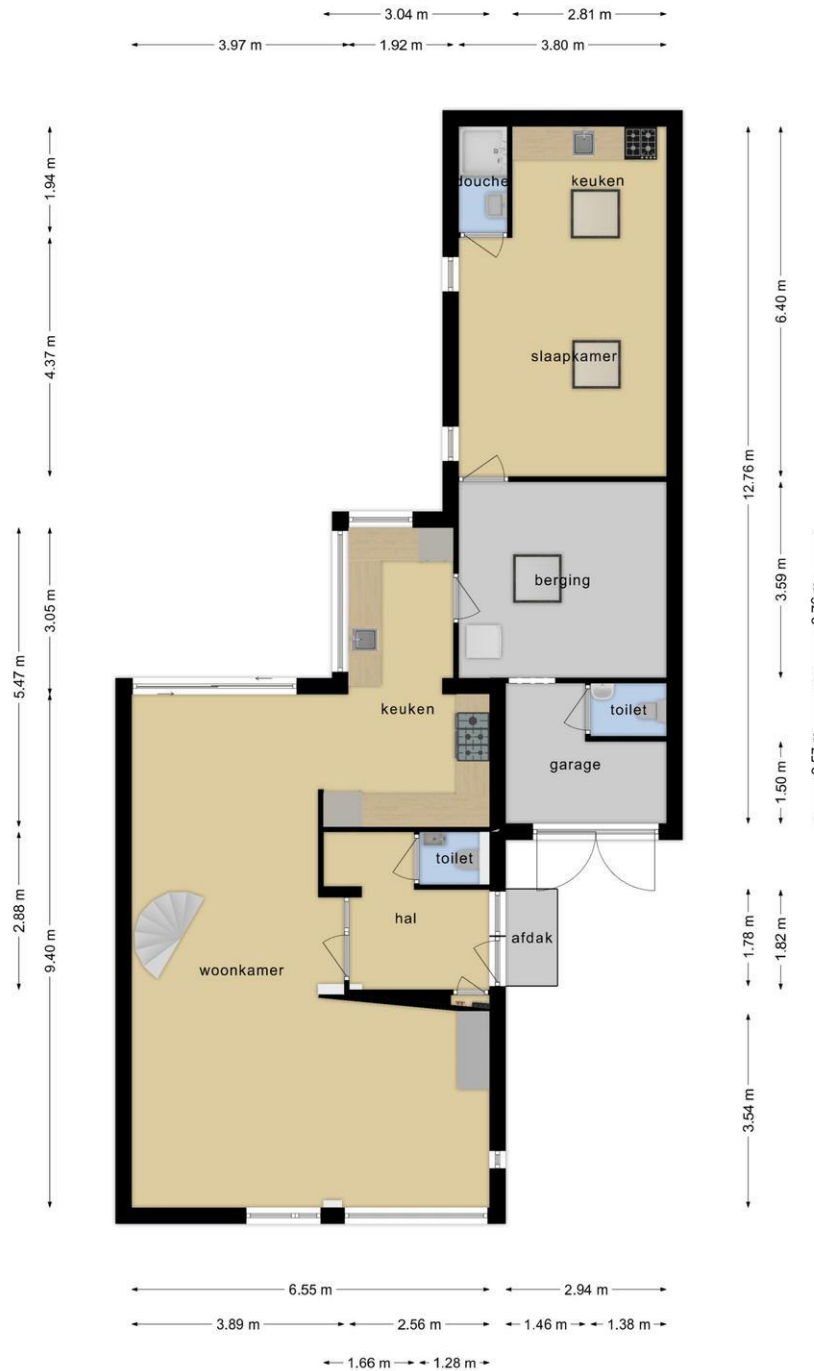 3.04 m
2.81 m
3.97 m
1.92 m
3.80 m
1.94 m
4.37 m
5.47 m
3.05 m
2.88 m
9.40 m
douche
keuken
slaapkamer
berging
keuken
toilet
garage
toilet
hal
afdak
woonkamer
12.76 m
6.40 m
3.59 m
1.50 m
1.78 m
1.82 m
3.54 m
6.55 m
2.94 m
3.89 m
2.56 m
1.46 m
1.38 m
1.66 m
1.28 m